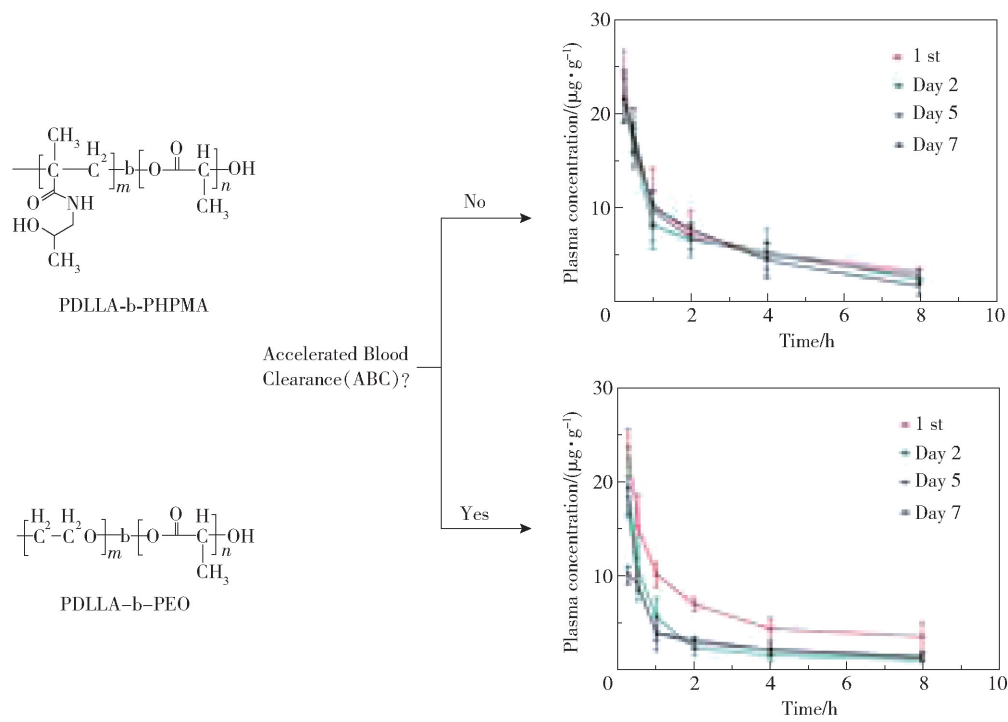 CH₃
H₂
C
C
m
b
O
O
H
C
n
OH
CH₃
O
NH
HO
CH₃
PDLLA-b-PHPMA
Accelerated Blood
Clearance(ABC)?
No
Yes
H₂
H₂
C
C
O
m
b
O
O
H
C
n
OH
CH₃
PDLLA-b-PEO
Plasma concentration/(μg·g⁻¹)
30
20
10
0
2
4
6
8
10
Time/h
1 st
Day 2
Day 5
Day 7
Plasma concentration/(μg·g⁻¹)
30
20
10
0
2
4
6
8
10
Time/h
1 st
Day 2
Day 5
Day 7